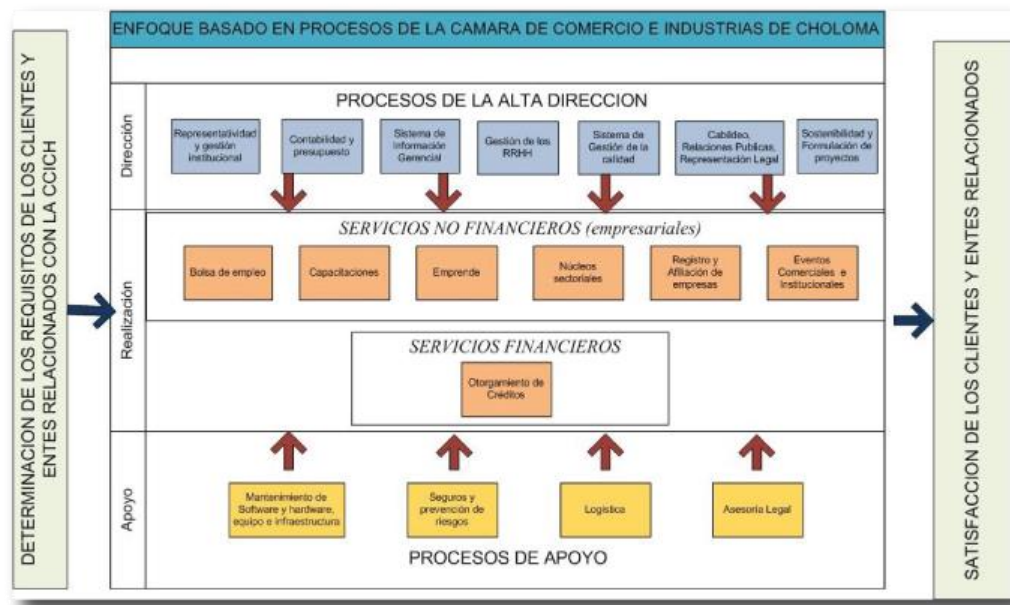 ENFOQUE BASADO EN PROCESOS DE LA CAMARA DE COMERCIO E INDUSTRIAS DE CHOLOMA
DETERMINACION DE LOS REQUISITOS DE LOS CLIENTES Y
ENTES RELACIONADOS CON LA CCICH
Dirección
PROCESOS DE LA ALTA DIRECCION
Representatividad
y gestión
institucional
Contabilidad y
presupuesto
Sistema de
Información
Gerencial
Gestión de los
RRHH
Sistema de
Gestión de la
calidad
Cabildeo,
Relaciones Publicas,
Representación Legal
Sostenibilidad y
Formulación de
proyectos
Realización
SERVICIOS NO FINANCIEROS (empresariales)
Bolsa de empleo
Capacitaciones
Emprende
Núcleos
sectoriales
Registro y
Afiliación de
empresas
Eventos
Comerciales e
Institucionales
SERVICIOS FINANCIEROS
Otorgamiento de
Créditos
Apoyo
Mantenimiento de
Software y hardware,
equipo e infraestructura
Seguros y
prevención de
riesgos
Logística
Asesoría Legal
PROCESOS DE APOYO
SATISFACCION DE LOS CLIENTES Y ENTES RELACIONADOS